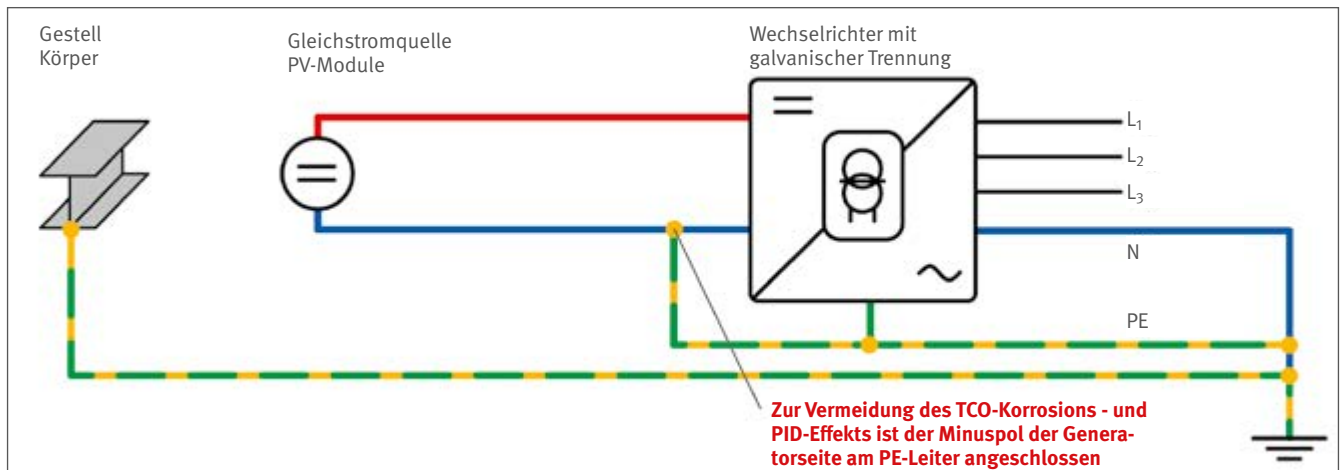 Gestell
Körper
Gleichstromquelle
PV-Module
Wechselrichter mit
galvanischer Trennung
L₁
L₂
L₃
N
PE
Zur Vermeidung des TCO-Korrosions - und
PID-Effekts ist der Minuspol der Genera-
torseite am PE-Leiter angeschlossen